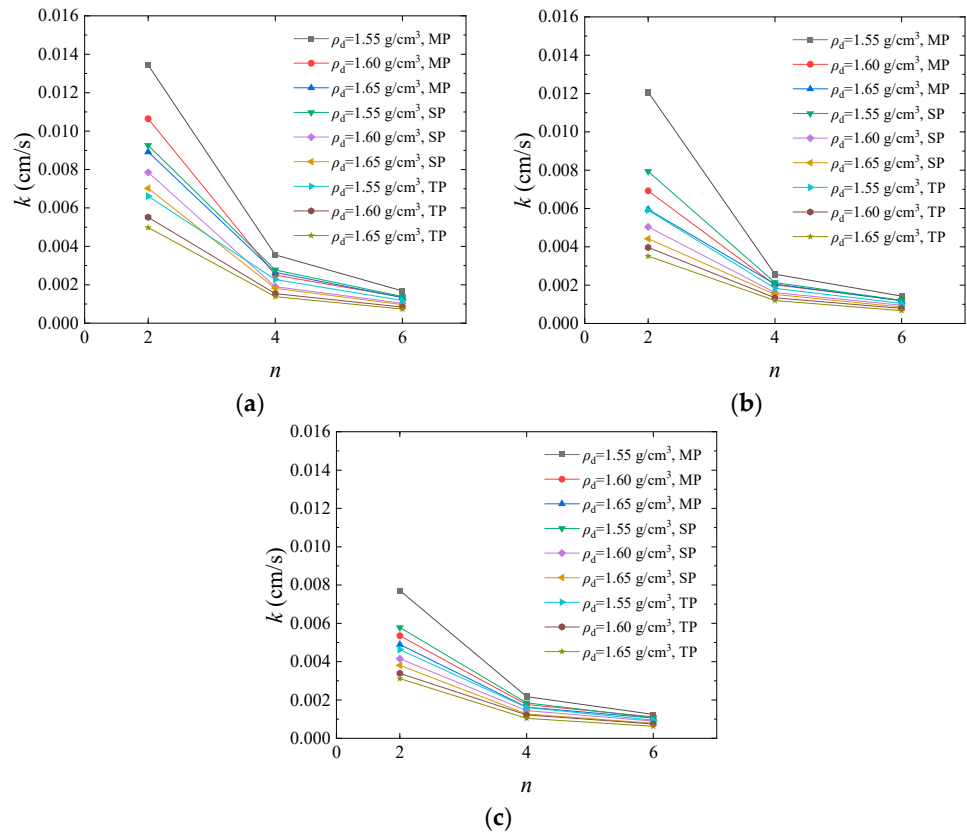 0.016
0.014
0.012
0.010
0.008
0.006
0.004
0.002
0.000
k (cm/s)
ρd=1.55 g/cm³, MP
ρd=1.60 g/cm³, MP
ρd=1.65 g/cm³, MP
ρd=1.55 g/cm³, SP
ρd=1.60 g/cm³, SP
ρd=1.65 g/cm³, SP
ρd=1.55 g/cm³, TP
ρd=1.60 g/cm³, TP
ρd=1.65 g/cm³, TP
0 2 4 6
n
(a)
0.016
0.014
0.012
0.010
0.008
0.006
0.004
0.002
0.000
k (cm/s)
ρd=1.55 g/cm³, MP
ρd=1.60 g/cm³, MP
ρd=1.65 g/cm³, MP
ρd=1.55 g/cm³, SP
ρd=1.60 g/cm³, SP
ρd=1.65 g/cm³, SP
ρd=1.55 g/cm³, TP
ρd=1.60 g/cm³, TP
ρd=1.65 g/cm³, TP
0 2 4 6
n
(b)
0.016
0.014
0.012
0.010
0.008
0.006
0.004
0.002
0.000
k (cm/s)
ρd=1.55 g/cm³, MP
ρd=1.60 g/cm³, MP
ρd=1.65 g/cm³, MP
ρd=1.55 g/cm³, SP
ρd=1.60 g/cm³, SP
ρd=1.65 g/cm³, SP
ρd=1.55 g/cm³, TP
ρd=1.60 g/cm³, TP
ρd=1.65 g/cm³, TP
0 2 4 6
n
(c)